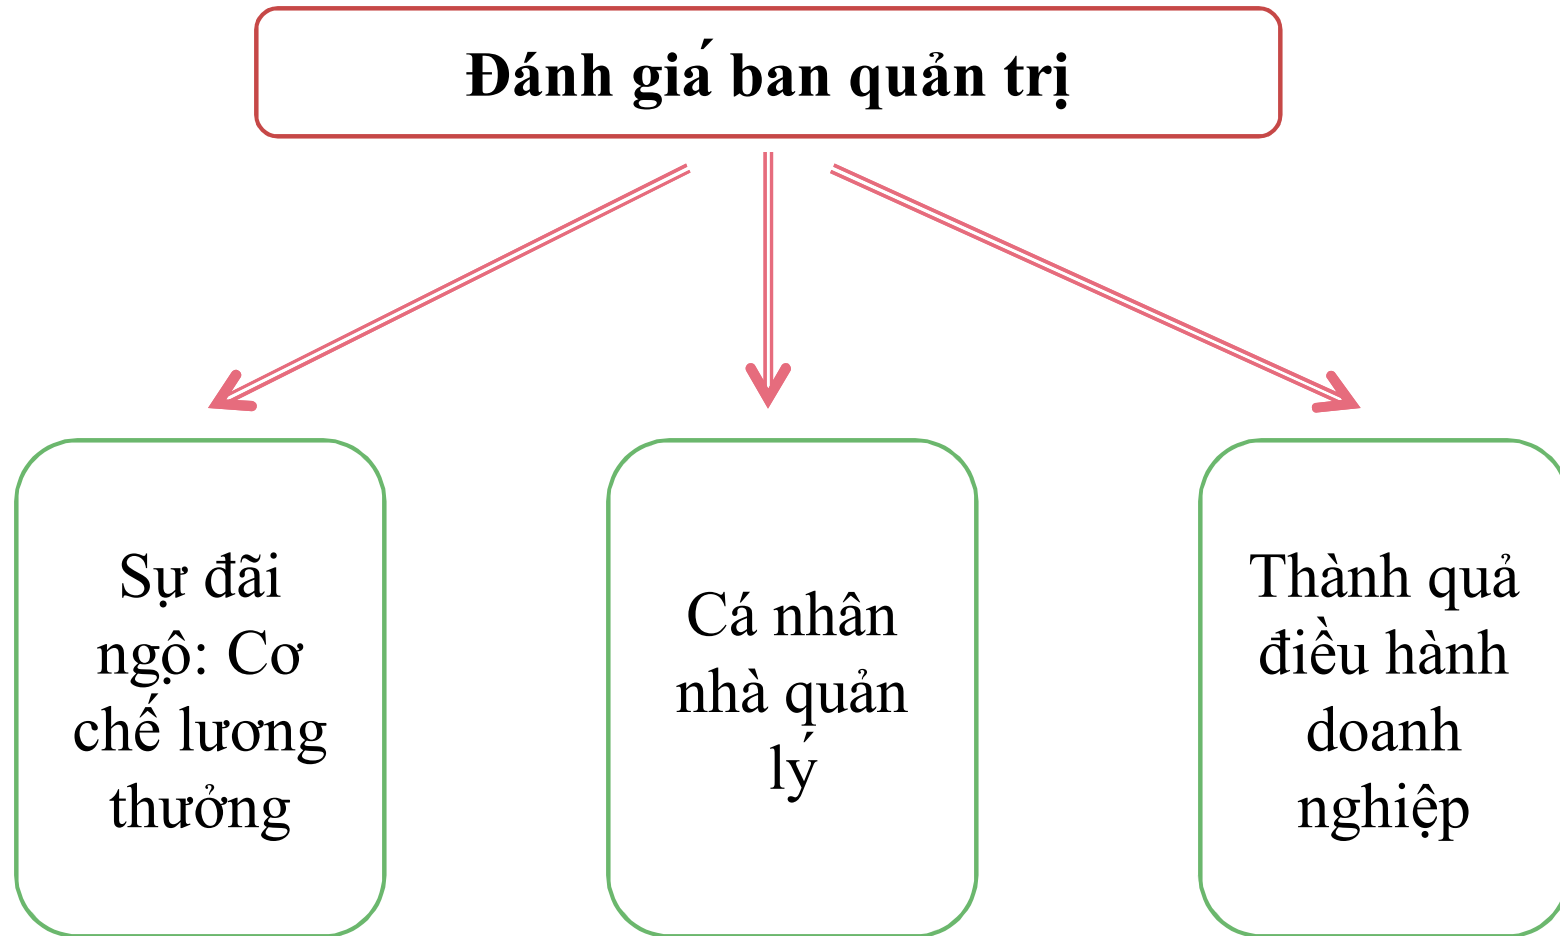 Đánh giá ban quản trị
Sự đãi
ngộ: Cơ
chế lương
thưởng
Cá nhân
nhà quản
lý
Thành quả
điều hành
doanh
nghiệp